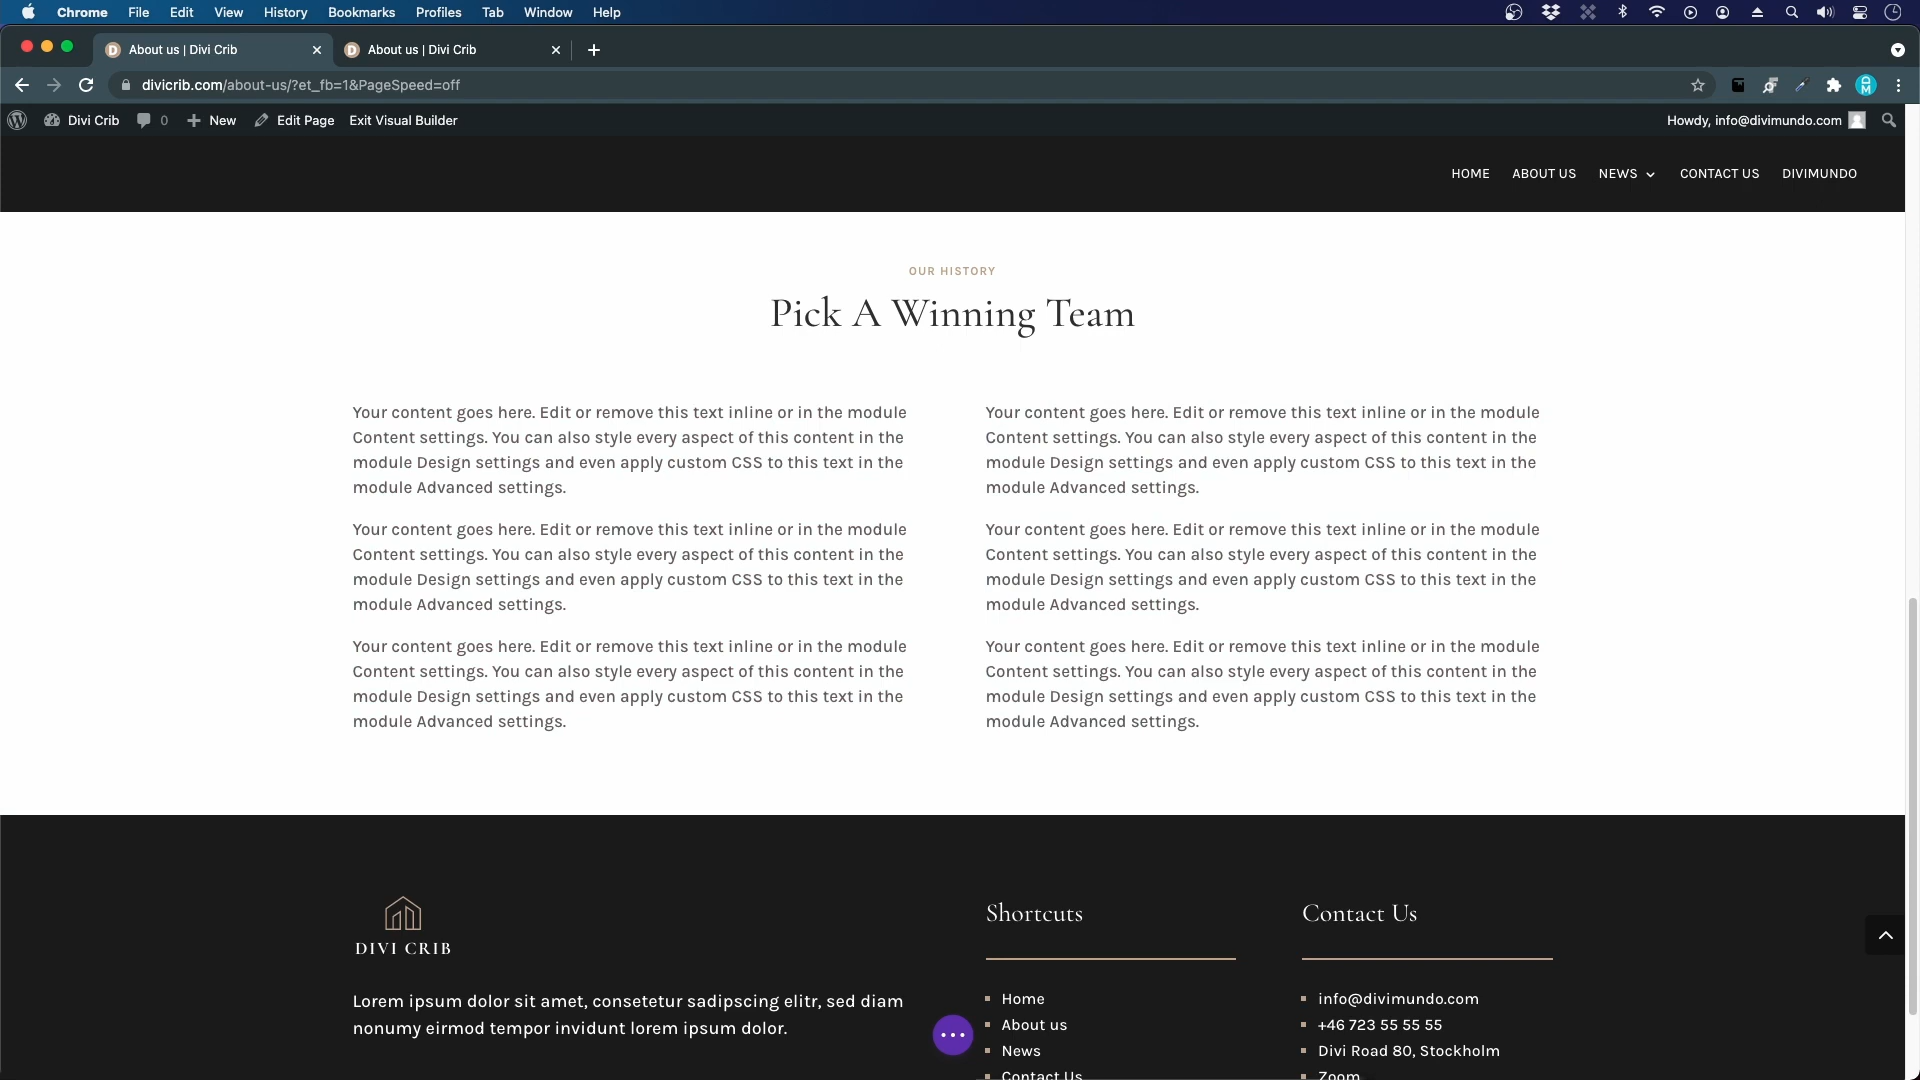 Chrome File Edit View History Bookmarks Profiles Tab Window Help
D About us | Divi Crib
D About us | Divi Crib
divicrib.com/about-us/?et_fb=1&PageSpeed=off
DM
Divi Crib 0 New Edit Page Exit Visual Builder
Howdy, info@divimundo.com
HOME ABOUT US NEWS CONTACT US DIVIMUNDO
OUR HISTORY
Pick A Winning Team
Your content goes here. Edit or remove this text inline or in the module
Content settings. You can also style every aspect of this content in the
module Design settings and even apply custom CSS to this text in the
module Advanced settings.
Your content goes here. Edit or remove this text inline or in the module
Content settings. You can also style every aspect of this content in the
module Design settings and even apply custom CSS to this text in the
module Advanced settings.
Your content goes here. Edit or remove this text inline or in the module
Content settings. You can also style every aspect of this content in the
module Design settings and even apply custom CSS to this text in the
module Advanced settings.
Your content goes here. Edit or remove this text inline or in the module
Content settings. You can also style every aspect of this content in the
module Design settings and even apply custom CSS to this text in the
module Advanced settings.
Your content goes here. Edit or remove this text inline or in the module
Content settings. You can also style every aspect of this content in the
module Design settings and even apply custom CSS to this text in the
module Advanced settings.
Your content goes here. Edit or remove this text inline or in the module
Content settings. You can also style every aspect of this content in the
module Design settings and even apply custom CSS to this text in the
module Advanced settings.
DIVI CRIB
Lorem ipsum dolor sit amet, consetetur sadipscing elitr, sed diam
nonumy eirmod tempor invidunt lorem ipsum dolor.
Shortcuts
Home
About us
News
Contact Us
Contact Us
info@divimundo.com
+46 723 55 55 55
Divi Road 80, Stockholm
Zoom